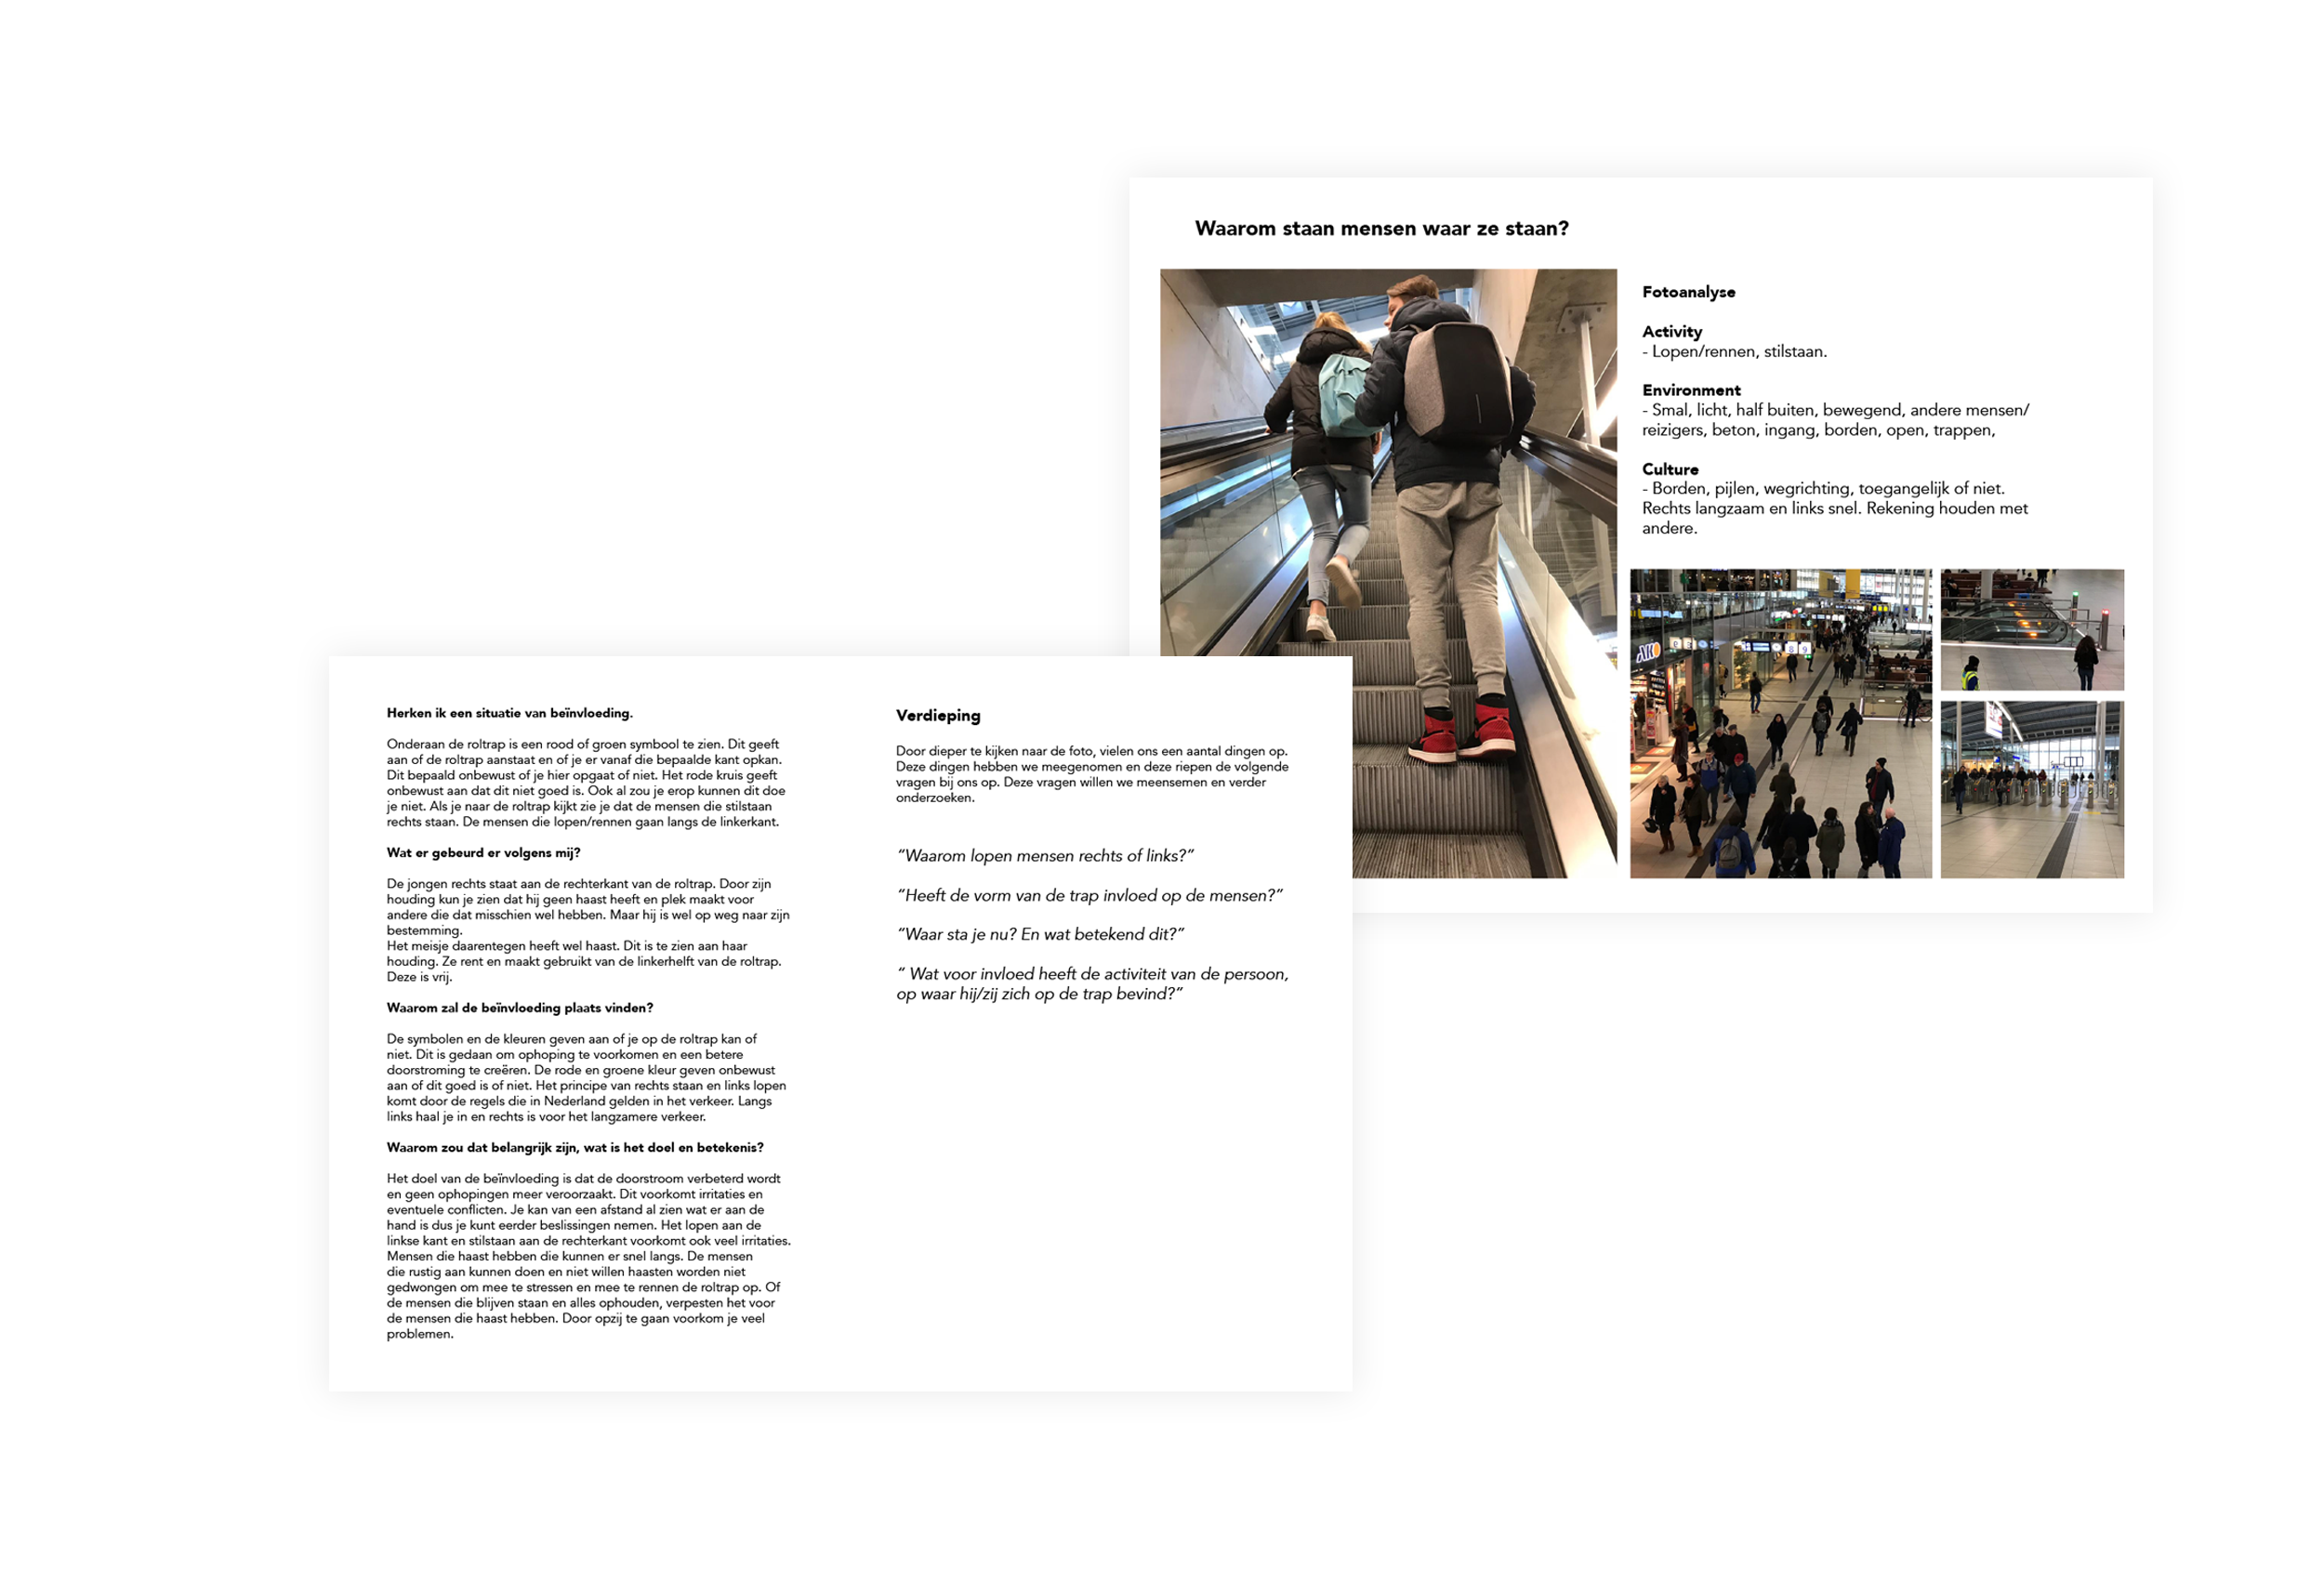 Waarom staan mensen waar ze staan?
Fotoanalyse
Activity
- Lopen/rennen, stilstaan.
Environment
- Smal, licht, half buiten, bewegend, andere mensen/
reizigers, beton, ingang, borden, open, trappen,
Culture
- Borden, pijlen, wegrichting, toegangelijk of niet.
Rechts langzaam en links snel. Rekening houden met
andere.
AKO
Herken ik een situatie van beïnvloeding.
Onderaan de roltrap is een rood of groen symbool te zien. Dit geeft
aan of de roltrap aanstaat en of je er vanaf die bepaalde kant opkan.
Dit bepaald onbewust of je hier opgaat of niet. Het rode kruis geeft
onbewust aan dat dit niet goed is. Ook al zou je erop kunnen dit doe
je niet. Als je naar de roltrap kijkt zie je dat de mensen die stilstaan
rechts staan. De mensen die lopen/rennen gaan langs de linkerkant.
Wat er gebeurd er volgens mij?
De jongen rechts staat aan de rechterkant van de roltrap. Door zijn
houding kun je zien dat hij geen haast heeft en plek maakt voor
andere die dat misschien wel hebben. Maar hij is wel op weg naar zijn
bestemming.
Het meisje daarentegen heeft wel haast. Dit is te zien aan haar
houding. Ze rent en maakt gebruikt van de linkerhelft van de roltrap.
Deze is vrij.
Waarom zal de beïnvloeding plaats vinden?
De symbolen en de kleuren geven aan of je op de roltrap kan of
niet. Dit is gedaan om ophoping te voorkomen en een betere
doorstroming te creëren. De rode en groene kleur geven onbewust
aan of dit goed is of niet. Het principe van rechts staan en links lopen
komt door de regels die in Nederland gelden in het verkeer. Langs
links haal je in en rechts is voor het langzamere verkeer.
Waarom zou dat belangrijk zijn, wat is het doel en betekenis?
Het doel van de beïnvloeding is dat de doorstroom verbeterd wordt
en geen ophopingen meer veroorzaakt. Dit voorkomt irritaties en
eventuele conflicten. Je kan van een afstand al zien wat er aan de
hand is dus je kunt eerder beslissingen nemen. Het lopen aan de
linkse kant en stilstaan aan de rechterkant voorkomt ook veel irritaties.
Mensen die haast hebben die kunnen er snel langs. De mensen
die rustig aan kunnen doen en niet willen haasten worden niet
gedwongen om mee te stressen en mee te rennen de roltrap op. Of
de mensen die blijven staan en alles ophouden, verpesten het voor
de mensen die haast hebben. Door opzij te gaan voorkom je veel
problemen.
Verdieping
Door dieper te kijken naar de foto, vielen ons een aantal dingen op.
Deze dingen hebben we meegenomen en deze riepen de volgende
vragen bij ons op. Deze vragen willen we meensemen en verder
onderzoeken.
“Waarom lopen mensen rechts of links?”
“Heeft de vorm van de trap invloed op de mensen?”
“Waar sta je nu? En wat betekend dit?”
“ Wat voor invloed heeft de activiteit van de persoon,
op waar hij/zij zich op de trap bevind?”